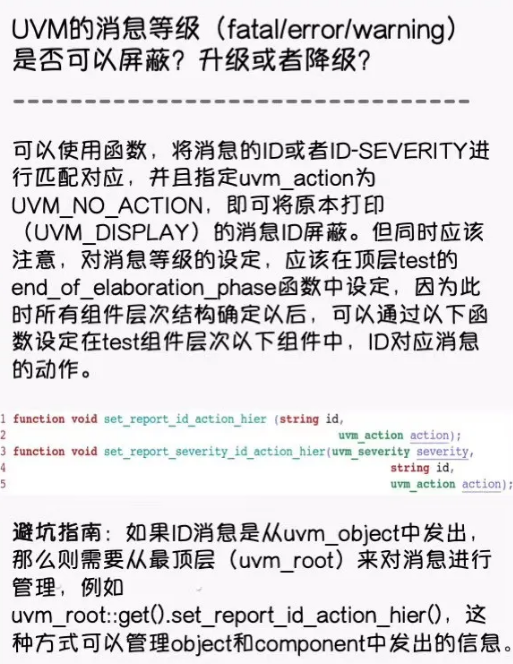 UVM的消息等级（fatal/error/warning）
是否可以屏蔽？升级或者降级？
--------------------------------
可以使用函数，将消息的ID或者ID-SEVERITY进
行匹配对应，并且指定uvm_action为
UVM_NO_ACTION，即可将原本打印
（UVM_DISPLAY）的消息ID屏蔽。但同时应该
注意，对消息等级的设定，应该在顶层test的
end_of_elaboration_phase函数中设定，因为此
时所有组件层次结构确定以后，可以通过以下函
数设定在test组件层次以下组件中，ID对应消息
的动作。
1 function void set_report_id_action_hier (string id,
2 uvm_action action);
3 function void set_report_severity_id_action_hier(uvm_severity severity,
4 string id,
5 uvm_action action);
避坑指南：如果ID消息是从uvm_object中发出，
那么则需要从最顶层（uvm_root）来对消息进行
管理，例如
uvm_root::get().set_report_id_action_hier()，这
种方式可以管理object和component中发出的信息。